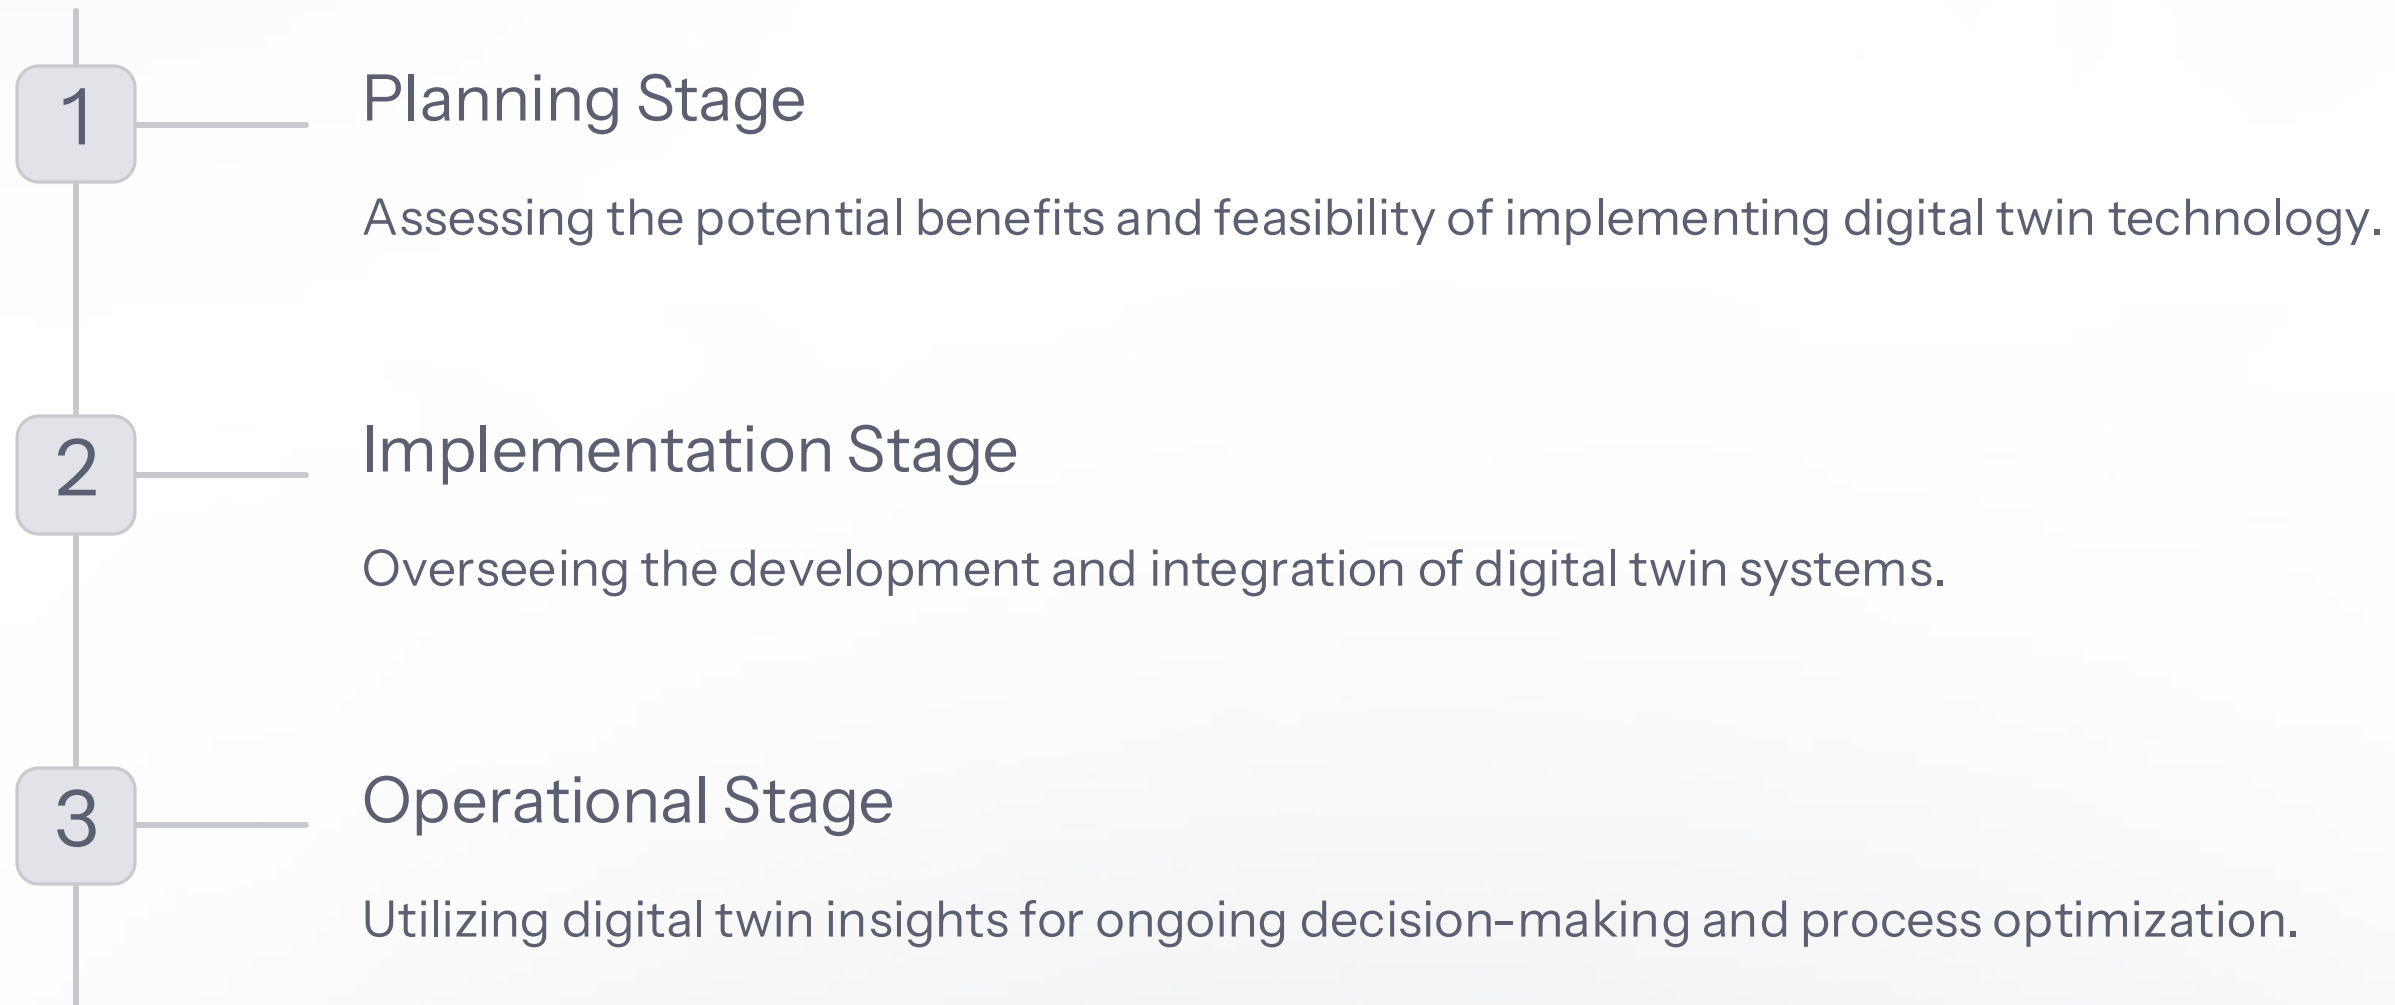 1
Planning Stage
Assessing the potential benefits and feasibility of implementing digital twin technology.
2
Implementation Stage
Overseeing the development and integration of digital twin systems.
3
Operational Stage
Utilizing digital twin insights for ongoing decision-making and process optimization.